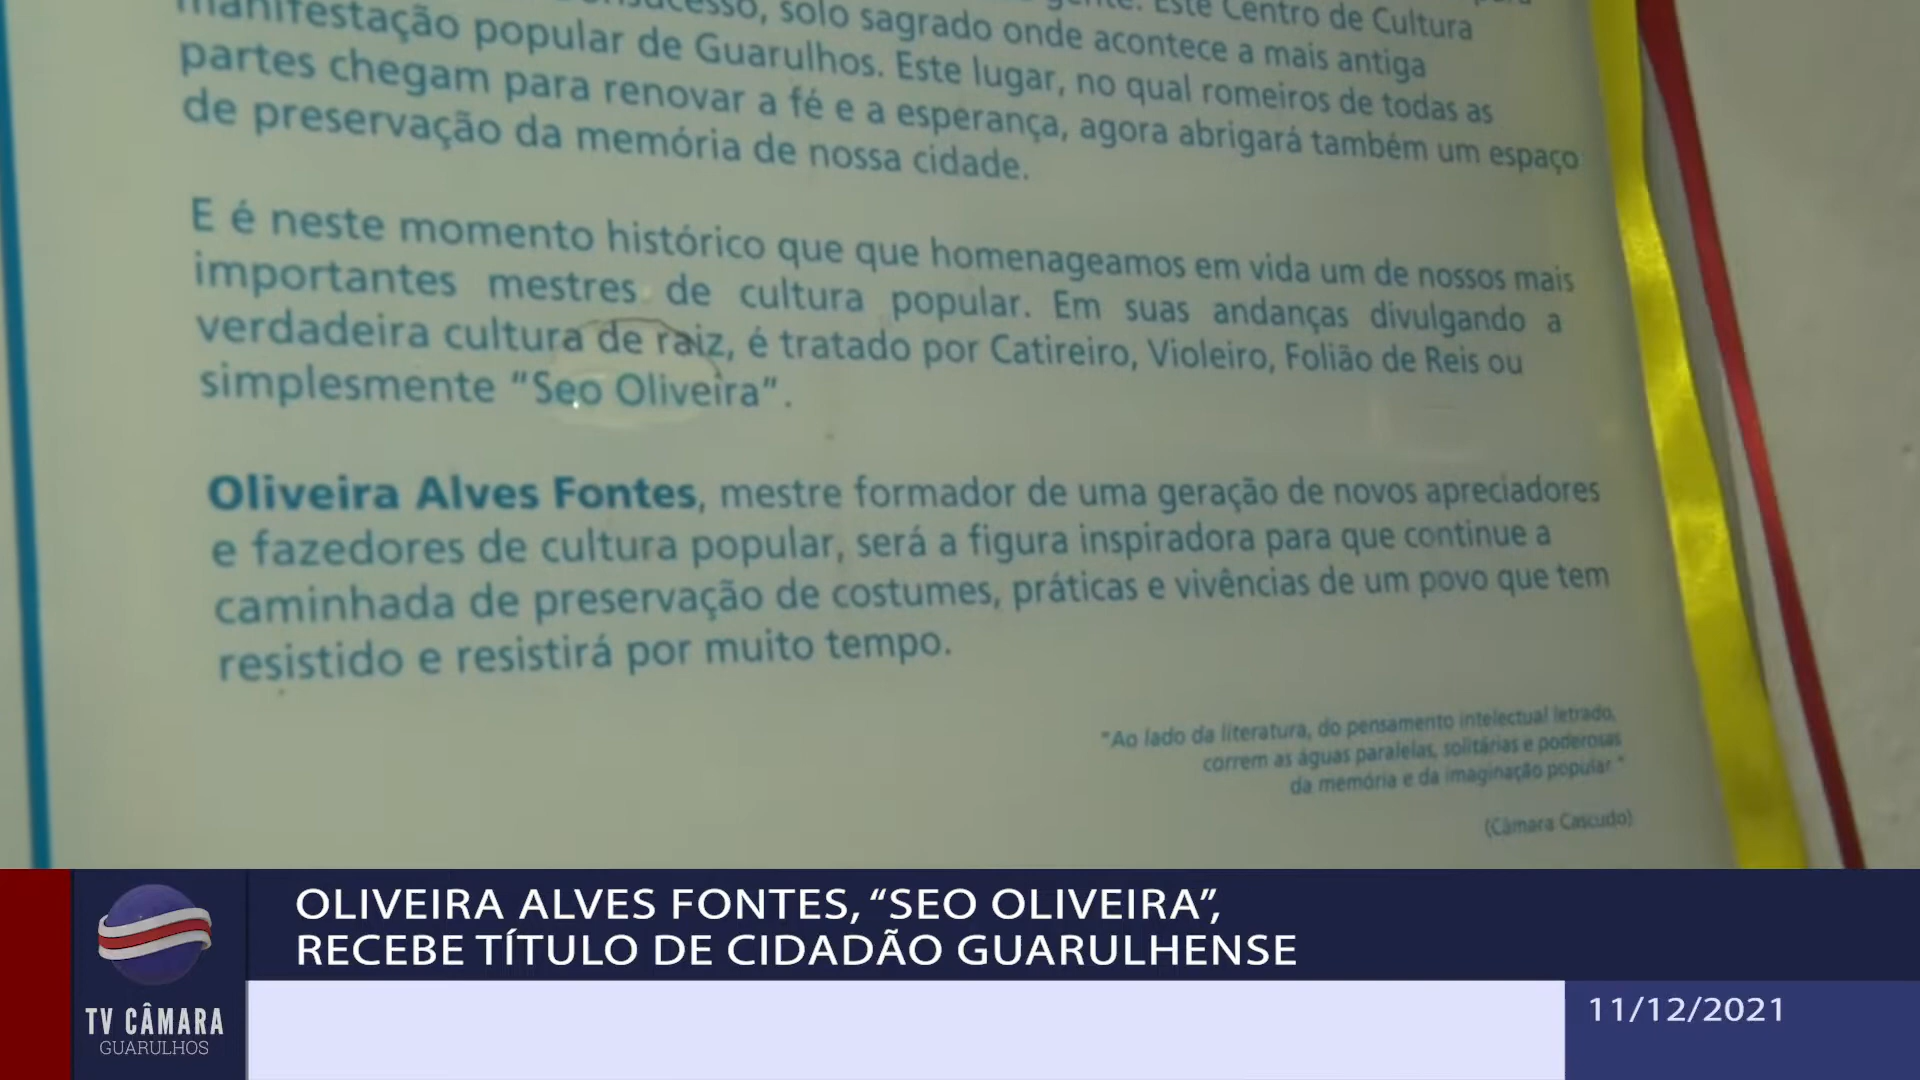 solo sagrado onde acontece a mais antiga
Este Centro de Cultura
manifestação popular de Guarulhos. Este lugar, no qual romeiros de todas as
partes chegam para renovar a fé e a esperança, agora abrigará também um espaço
de preservação da memória de nossa cidade.
E é neste momento histórico que que homenageamos em vida um de nossos mais
importantes mestres de cultura popular. Em suas andanças divulgando a
verdadeira cultura de raiz, é tratado por Catireiro, Violeiro, Folião de Reis ou
simplesmente “Seo Oliveira”.
Oliveira Alves Fontes, mestre formador de uma geração de novos apreciadores
e fazedores de cultura popular, será a figura inspiradora para que continue a
caminhada de preservação de costumes, práticas e vivências de um povo que tem
resistido e resistirá por muito tempo.
"Ao lado da literatura, do pensamento intelectual letrado,
correm as águas paralelas, solitárias e poderosas
da memória e da imaginação popular."
(Câmara Cascudo)
OLIVEIRA ALVES FONTES, “SEO OLIVEIRA”,
RECEBE TÍTULO DE CIDADÃO GUARULHENSE
TV CÂMARA
GUARULHOS
11/12/2021